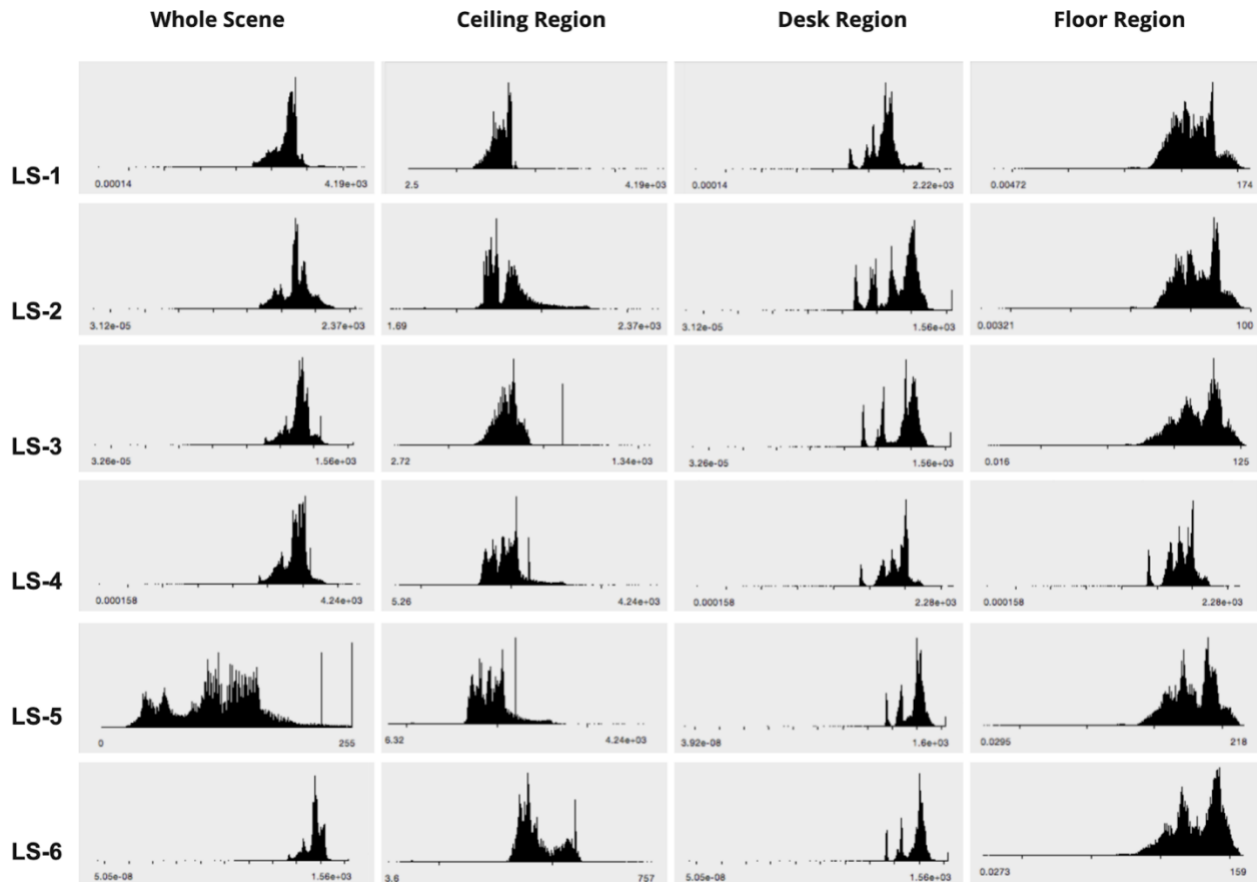 Whole Scene Ceiling Region Desk Region Floor Region
LS-1
0.00014 4.19e+03 2.5 4.19e+03 0.00014 2.22e+03 0.00472 174
LS-2
3.12e-05 2.37e+03 1.69 2.37e+03 3.12e-05 1.56e+03 0.00321 100
LS-3
3.26e-05 1.56e+03 2.72 1.34e+03 3.26e-05 1.56e+03 0.016 125
LS-4
0.000158 4.24e+03 5.26 4.24e+03 0.000158 2.28e+03 0.000158 2.28e+03
LS-5
0 255 6.32 4.24e+03 3.92e-08 1.6e+03 0.0295 218
LS-6
5.05e-08 1.56e+03 3.6 757 5.05e-08 1.56e+03 0.0273 159